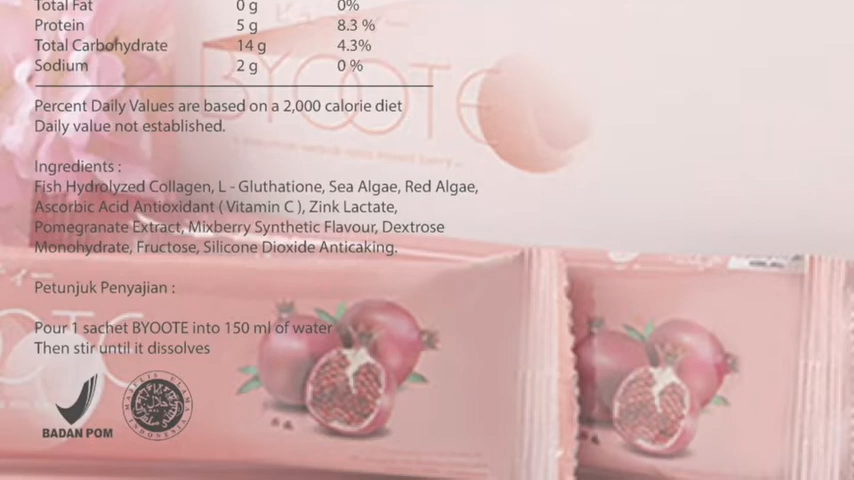 Total Fat 0 g 0%
Protein 5 g 8.3 %
Total Carbohydrate 14 g 4.3%
Sodium 2 g 0 %
BYOOTE
Percent Daily Values are based on a 2,000 calorie diet
Daily value not established.
Ingredients :
Fish Hydrolyzed Collagen, L - Gluthatione, Sea Algae, Red Algae,
Ascorbic Acid Antioxidant ( Vitamin C ), Zink Lactate,
Pomegranate Extract, Mixberry Synthetic Flavour, Dextrose
Monohydrate, Fructose, Silicone Dioxide Anticaking.
Petunjuk Penyajian :
Pour 1 sachet BYOOTE into 150 ml of water
Then stir until it dissolves
BADAN POM
MAJELIS ULAMA
INDONESIA